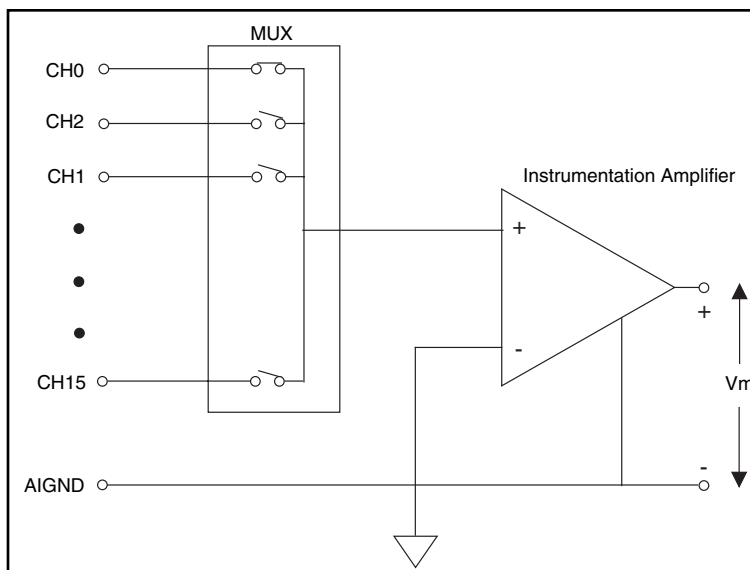 MUX
CH0
CH2
CH1
Instrumentation Amplifier
+
-
+
Vm
CH15
AIGND
-